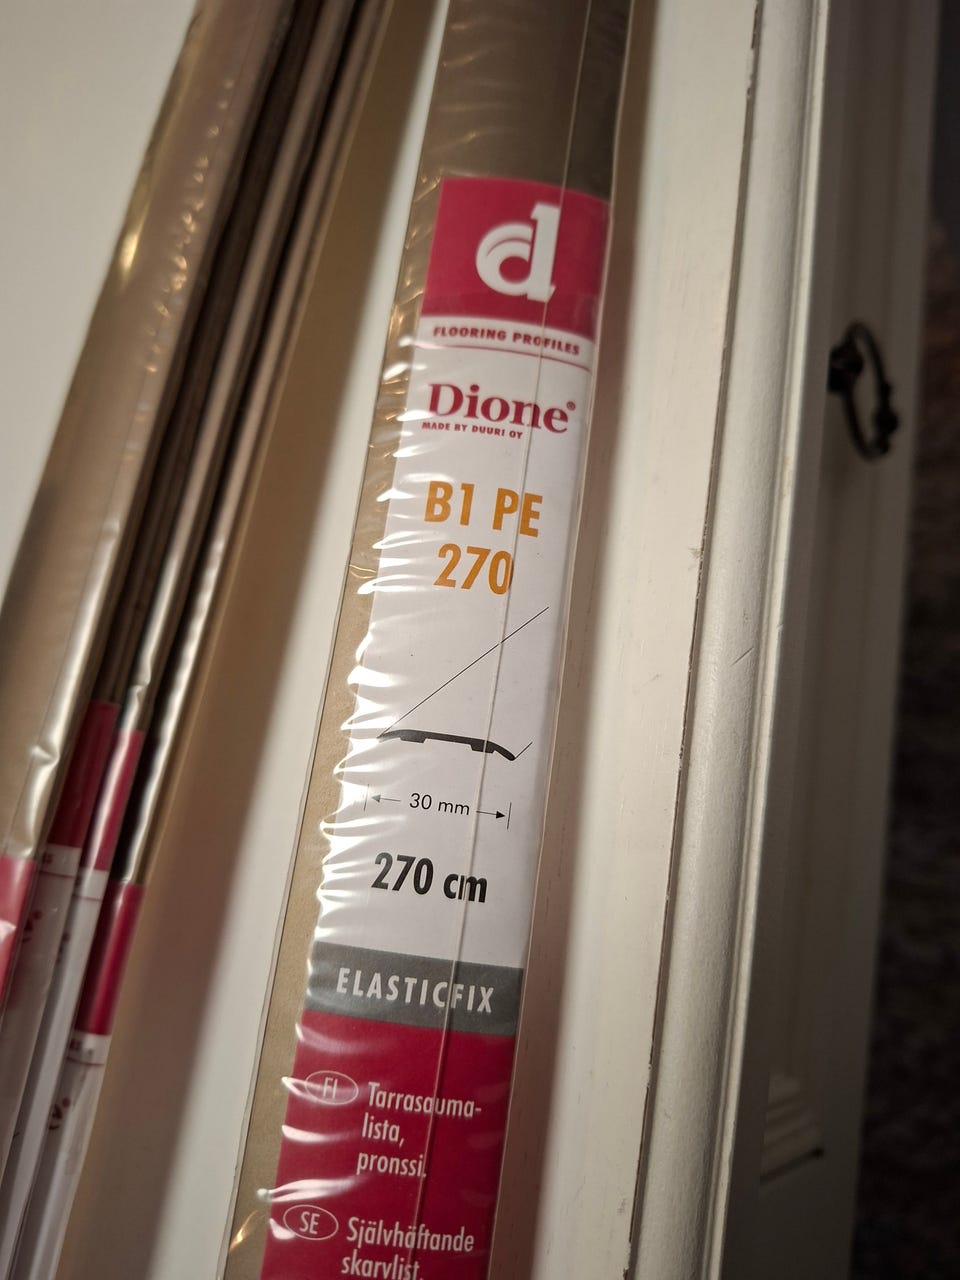 d
FLOORING PROFILES
Dione®
MADE BY DUURI OY
B1 PE
270
30 mm
270 cm
ELASTICFIX
FI Tarrasauma-
lista,
pronssi.
SE Självhäftande
skarvlist,